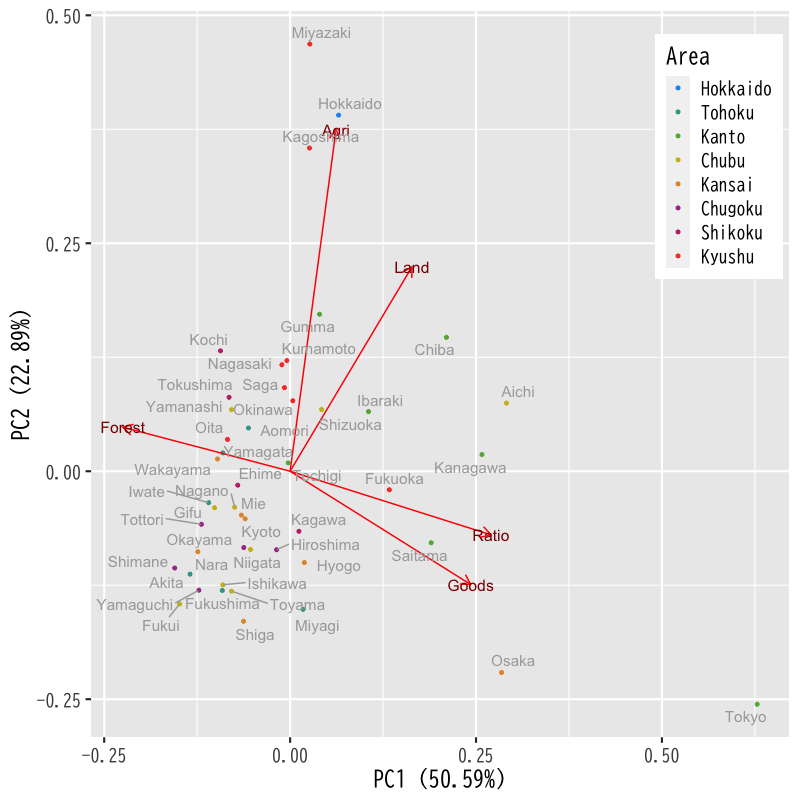 0.50
Miyazaki
Area
Hokkaido
Tohoku
Kanto
Chubu
Kansai
Chugoku
Shikoku
Kyushu
Hokkaido
Agri
Kagoshima
0.25
Land
Gumma
Kochi
Kumamoto
Chiba
Nagasaki
Tokushima
Saga
Aichi
Yamanashi
Okinawa
Ibaraki
Forest
Oita
Aomori
Shizuoka
PC2 (22.89%)
Yamagata
0.00
Wakayama
Ehime
Tochigi
Fukuoka
Kanagawa
Iwate
Nagano
Mie
Tottori
Gifu
Kagawa
Okayama
Kyoto
Hiroshima
Ratio
Saitama
Shimane
Nara
Niigata
Hyogo
Akita
Ishikawa
Goods
Yamaguchi
Fukushima
Toyama
Fukui
Shiga
Miyagi
Osaka
−0.25
Tokyo
−0.25
0.00
0.25
0.50
PC1 (50.59%)